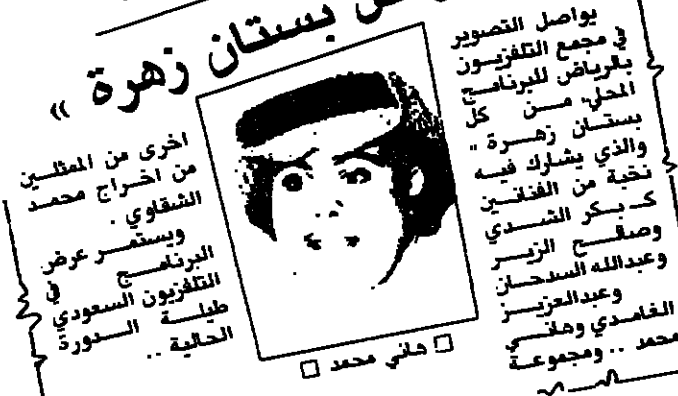 بستان زهرة »
يواصل التصوير
في مجمع التلفزيون
بالرياض للبرنامج
المحلي من كل
بستان زهرة "
والذي يشارك فيه
نخبة من الفنانين
كـ بكر الشدي
وصالح الزير
وعبدالله السدحان
وعبدالعزيز
الغامدي وهاني
محمد .. ومجموعة
اخرى من الممثلين
من اخراج محمد
الشقاوي .
ويستمر عرض
البرنامج في
التلفزيون السعودي
طيلة الدورة
الحالية ..
□ هاني محمد □